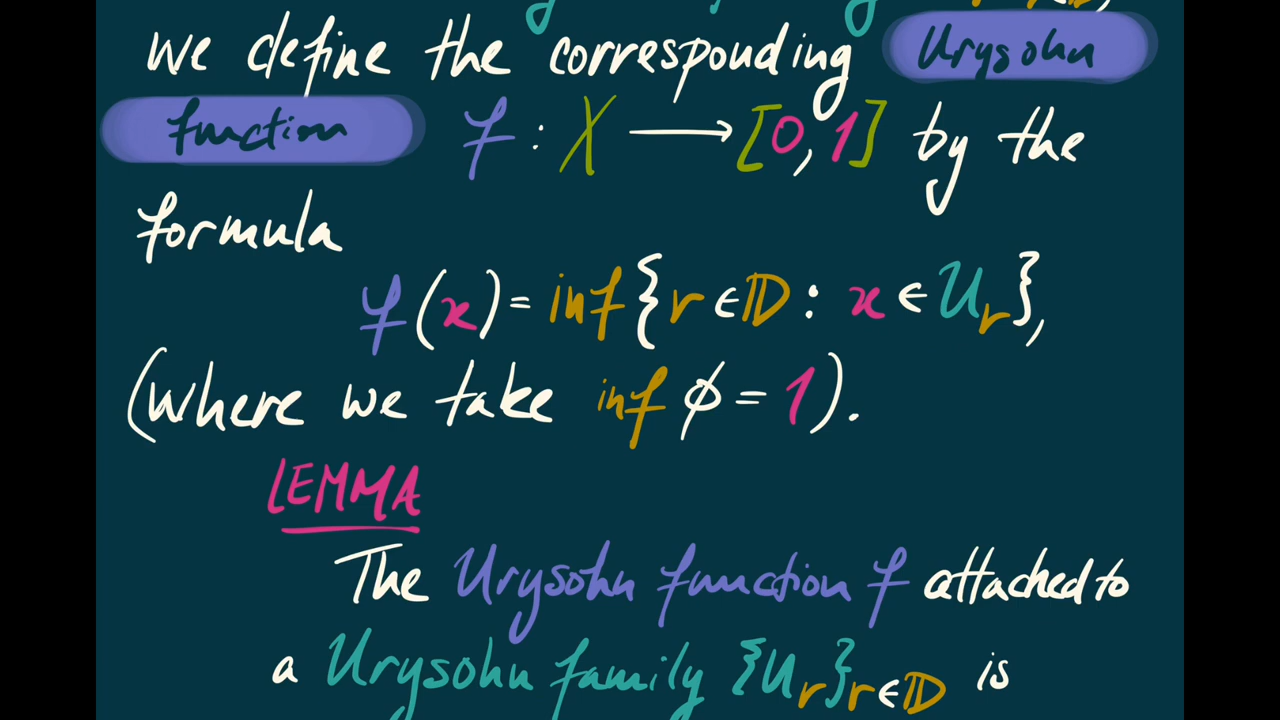 we define the corresponding Urysohn
function f : X ⟶ [0,1] by the
formula
f(x) = inf{r ∈ 𝔻 : x ∈ U_r},
(where we take inf ϕ = 1).
LEMMA
The Urysohn function f attached to
a Urysohn family {U_r}_{r∈𝔻} is